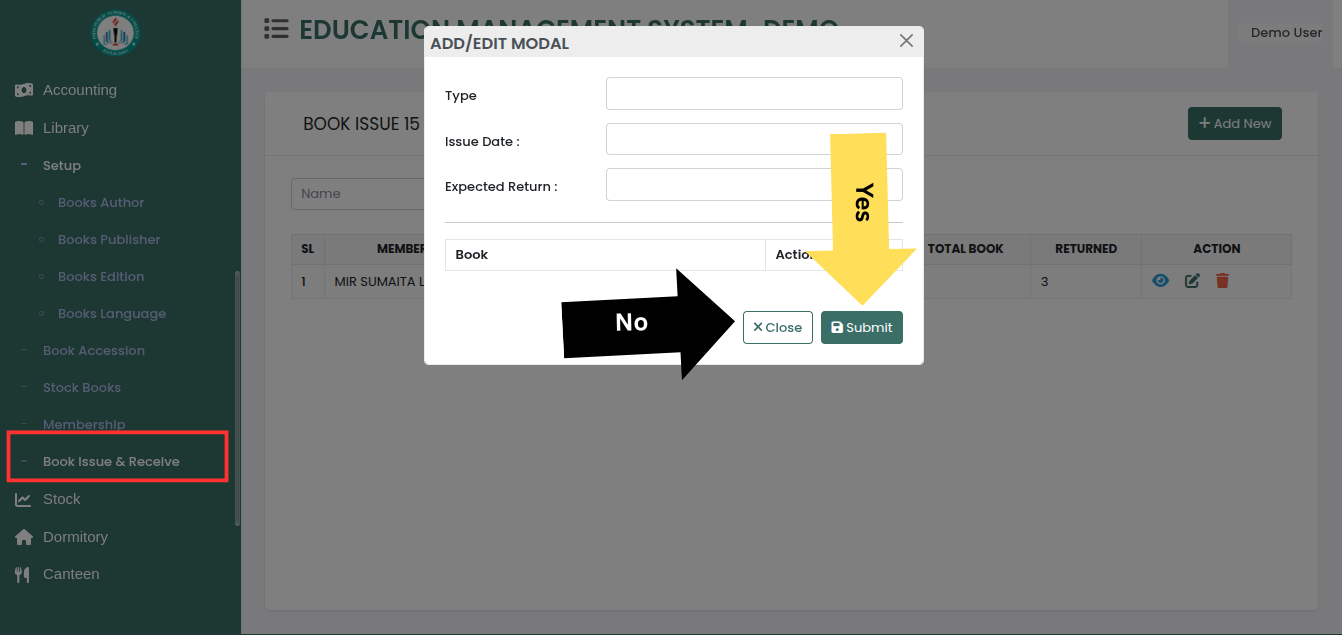 EDUCATION MANAGEMENT SYSTEM- DEMO
Demo User
ADD/EDIT MODAL
Accounting
Library
Setup
Books Author
Books Publisher
Books Edition
Books Language
Book Accession
Stock Books
Membership
Book Issue & Receive
Stock
Dormitory
Canteen
BOOK ISSUE 15
+ Add New
Name
SL
MEMBER
TOTAL BOOK
RETURNED
ACTION
1
MIR SUMAITA
3
Type
Issue Date :
Expected Return :
Book
Action
Yes
No
Close
Submit